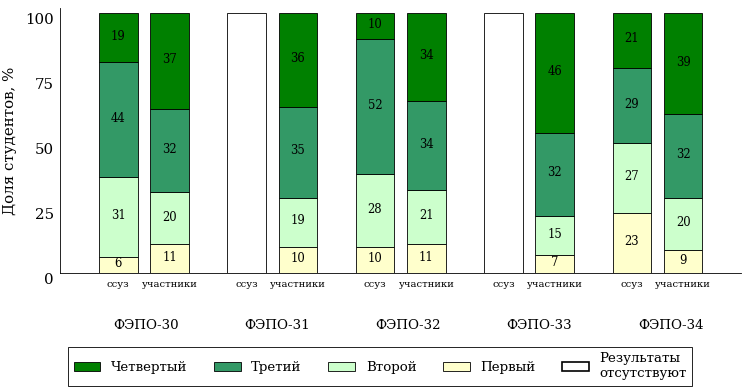 Доля студентов, %
100
75
50
25
0
19 37 36 10 34 46 21 39
44 32 35 52 34 32 29 32
31 20 19 28 21 15 27 20
6 11 10 10 11 7 23 9
ссуз участники ссуз участники ссуз участники ссуз участники ссуз участники
ФЭПО-30 ФЭПО-31 ФЭПО-32 ФЭПО-33 ФЭПО-34
Четвертый Третий Второй Первый Результаты
отсутствуют